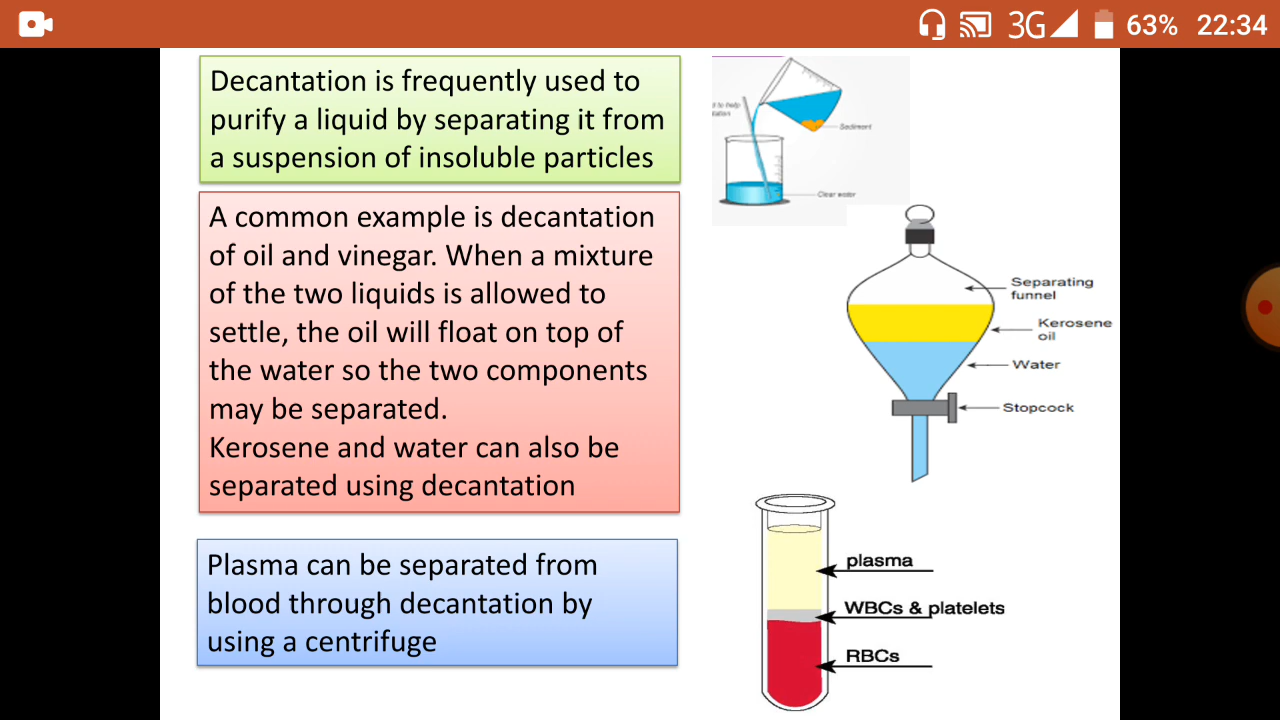 3G 63% 22:34
Decantation is frequently used to
purify a liquid by separating it from
a suspension of insoluble particles
A common example is decantation
of oil and vinegar. When a mixture
of the two liquids is allowed to
settle, the oil will float on top of
the water so the two components
may be separated.
Kerosene and water can also be
separated using decantation
Plasma can be separated from
blood through decantation by
using a centrifuge
d to help
tation
Sediment
Clear water
Separating
funnel
Kerosene
oil
Water
Stopcock
plasma
WBCs & platelets
RBCs